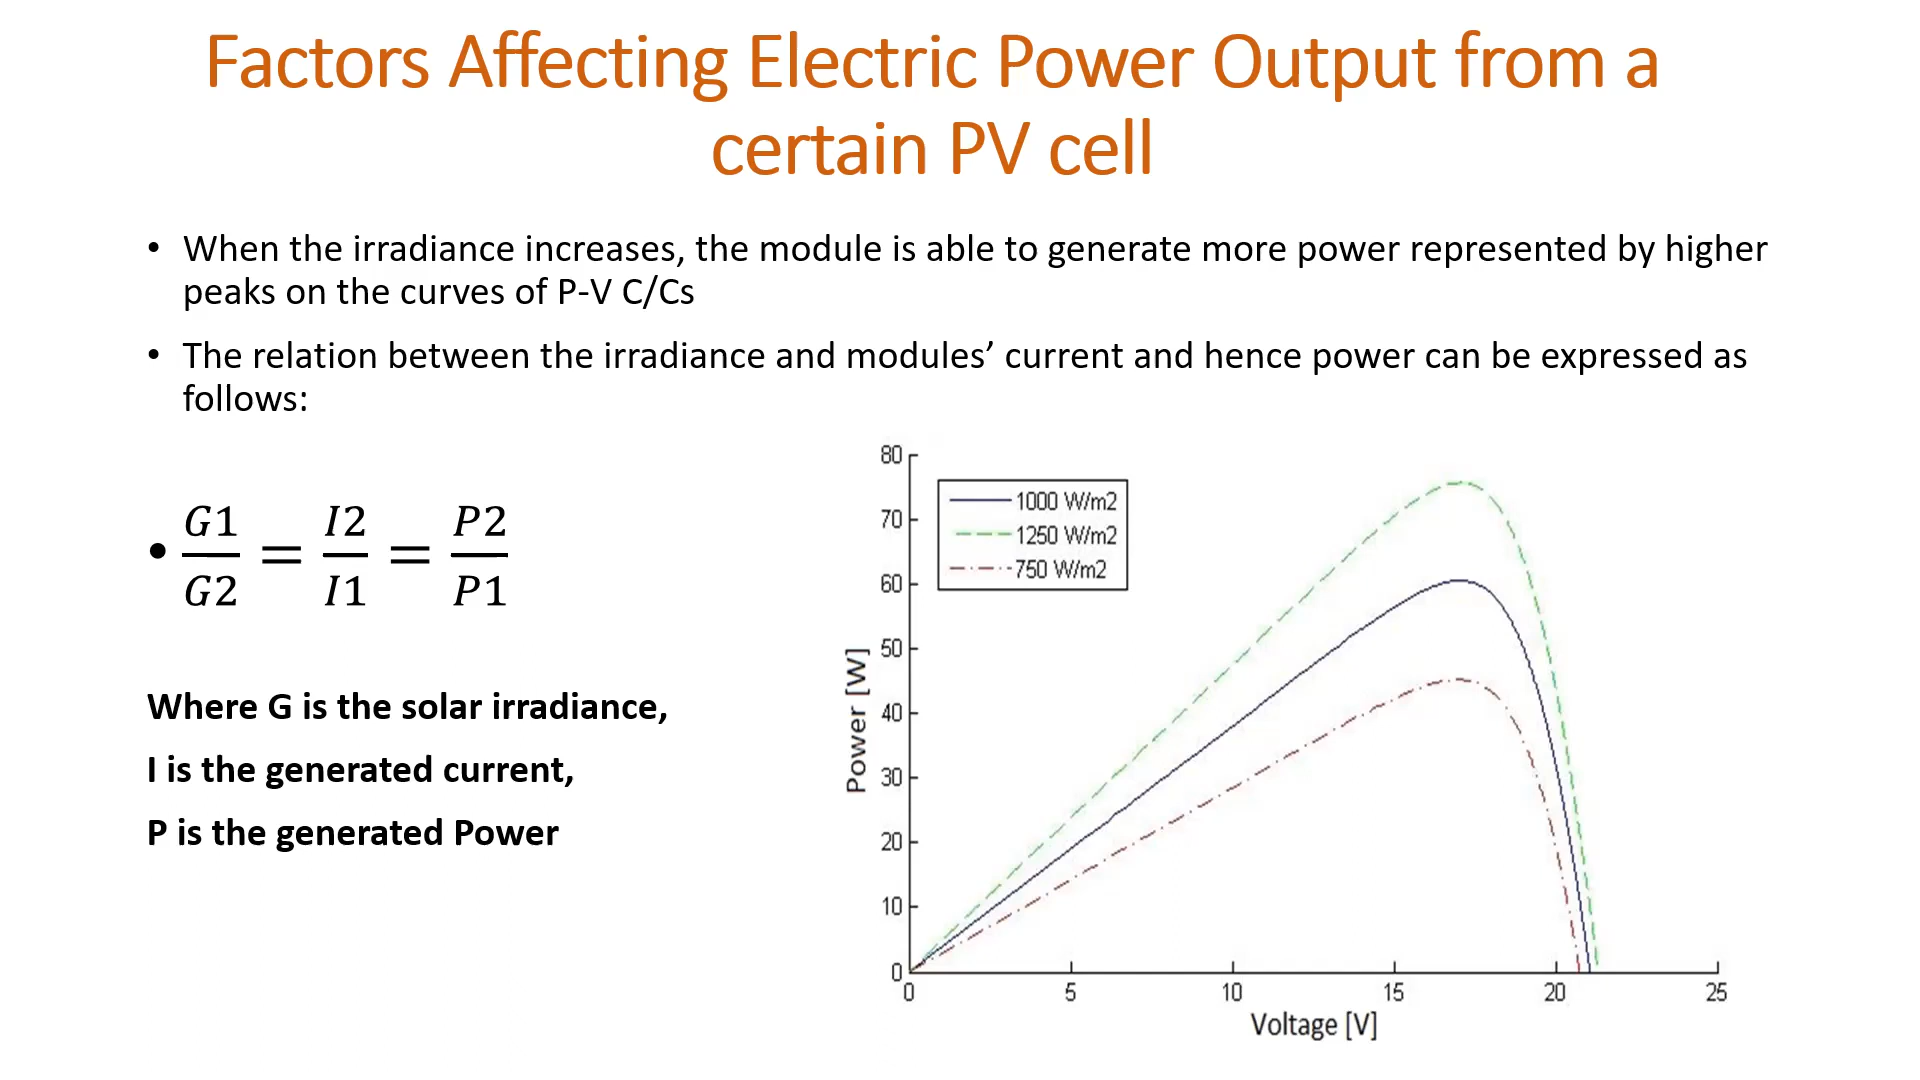 Factors Affecting Electric Power Output from a
certain PV cell
• When the irradiance increases, the module is able to generate more power represented by higher
peaks on the curves of P-V C/Cs
• The relation between the irradiance and modules’ current and hence power can be expressed as
follows:
• G1/G2 = I2/I1 = P2/P1
Where G is the solar irradiance,
I is the generated current,
P is the generated Power
1000 W/m2
1250 W/m2
750 W/m2
Power [W]
80
70
60
50
40
30
20
10
0
0 5 10 15 20 25
Voltage [V]